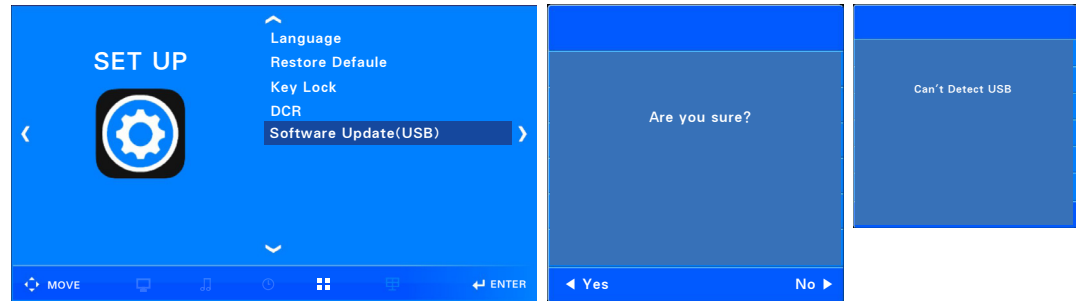 SET UP
Language
Restore Defaule
Key Lock
DCR
Software Update(USB)
MOVE
ENTER
Are you sure?
Yes
No
Can't Detect USB